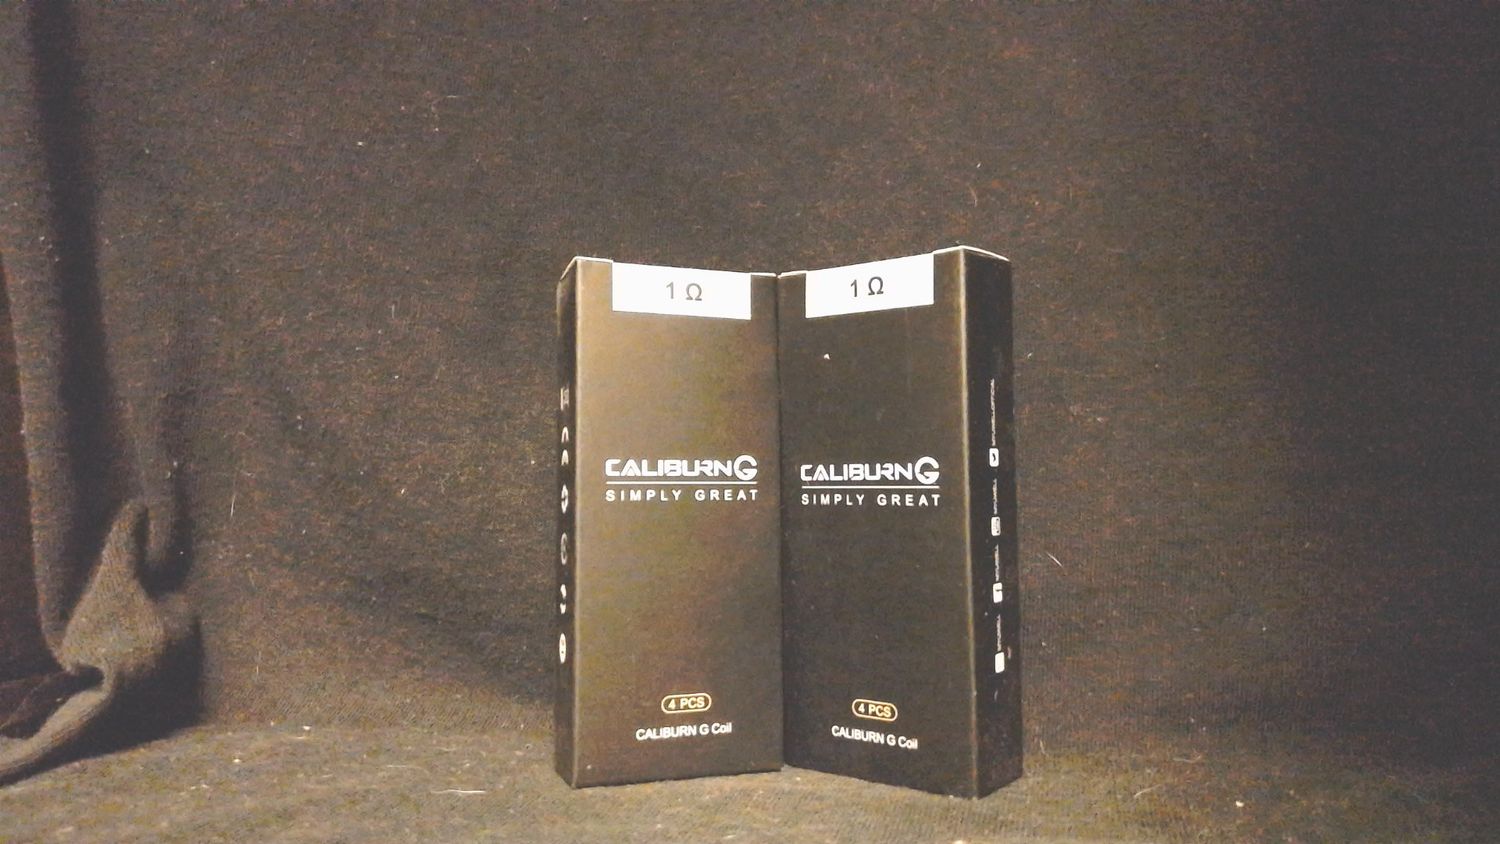 1 Ω
CALIBURN G
SIMPLY GREAT
4 PCS
CALIBURN G Coil
1 Ω
CALIBURN G
SIMPLY GREAT
4 PCS
CALIBURN G Coil